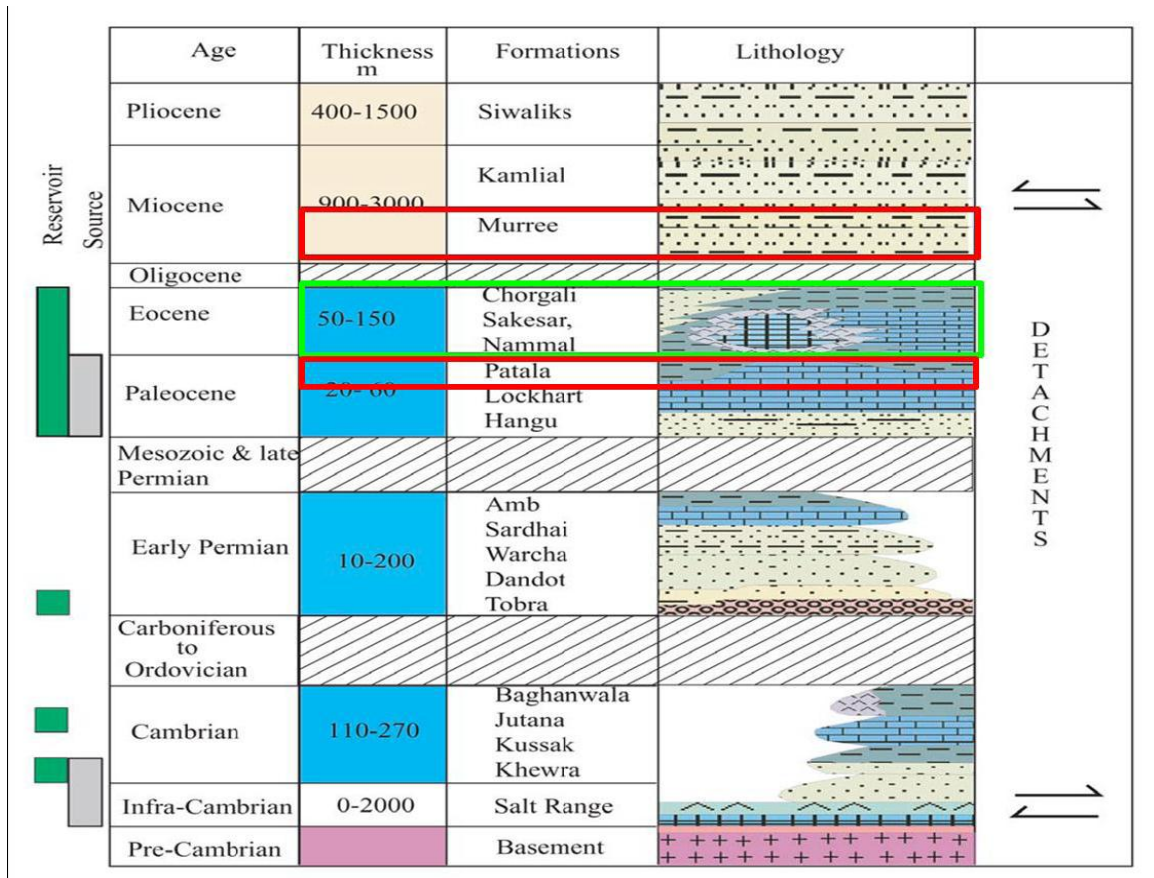 Age
Thickness
m
Formations
Lithology
Reservoir
Source
Pliocene
400-1500
Siwaliks
Miocene
900-3000
Kamlial
Murree
Oligocene
Eocene
50-150
Chorgali
Sakesar,
Nammal
Paleocene
20- 60
Patala
Lockhart
Hangu
Mesozoic & late
Permian
Early Permian
10-200
Amb
Sardhai
Warcha
Dandot
Tobra
Carboniferous
to
Ordovician
Cambrian
110-270
Baghanwala
Jutana
Kussak
Khewra
Infra-Cambrian
0-2000
Salt Range
Pre-Cambrian
Basement
DETACHMENTS